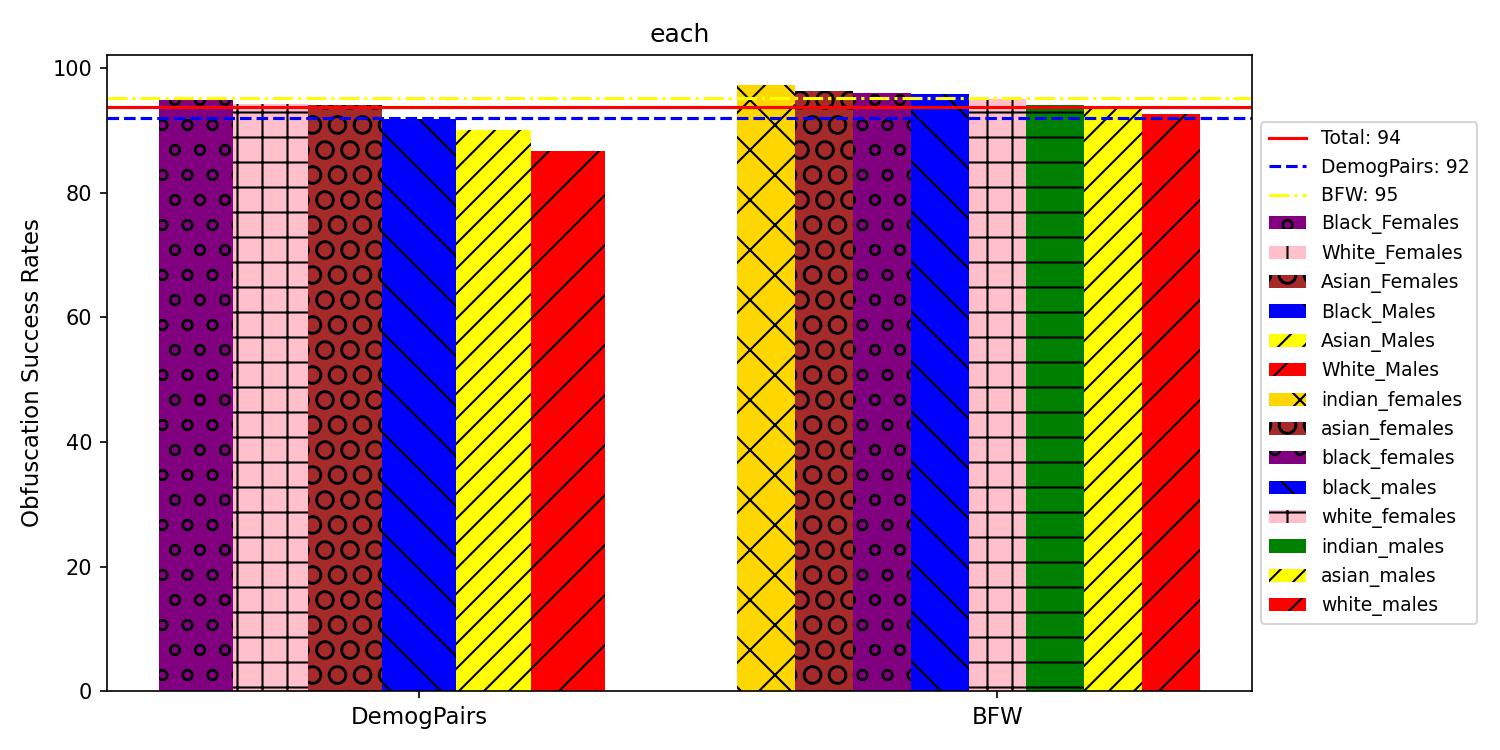 each
Obfuscation Success Rates
100
80
60
40
20
0
DemogPairs
BFW
Total: 94
DemogPairs: 92
BFW: 95
Black_Females
White_Females
Asian_Females
Black_Males
Asian_Males
White_Males
indian_females
asian_females
black_females
black_males
white_females
indian_males
asian_males
white_males